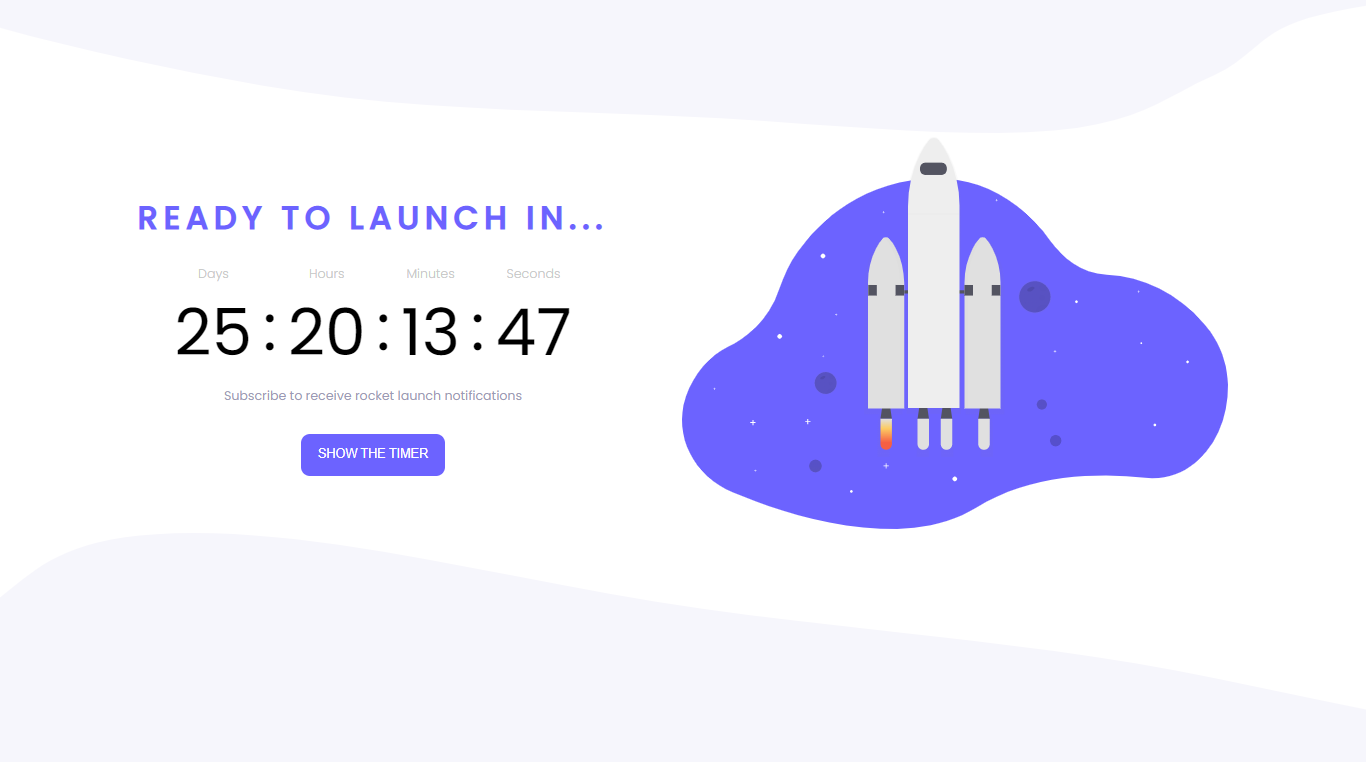 READY TO LAUNCH IN...
Days Hours Minutes Seconds
25 : 20 : 13 : 47
Subscribe to receive rocket launch notifications
SHOW THE TIMER